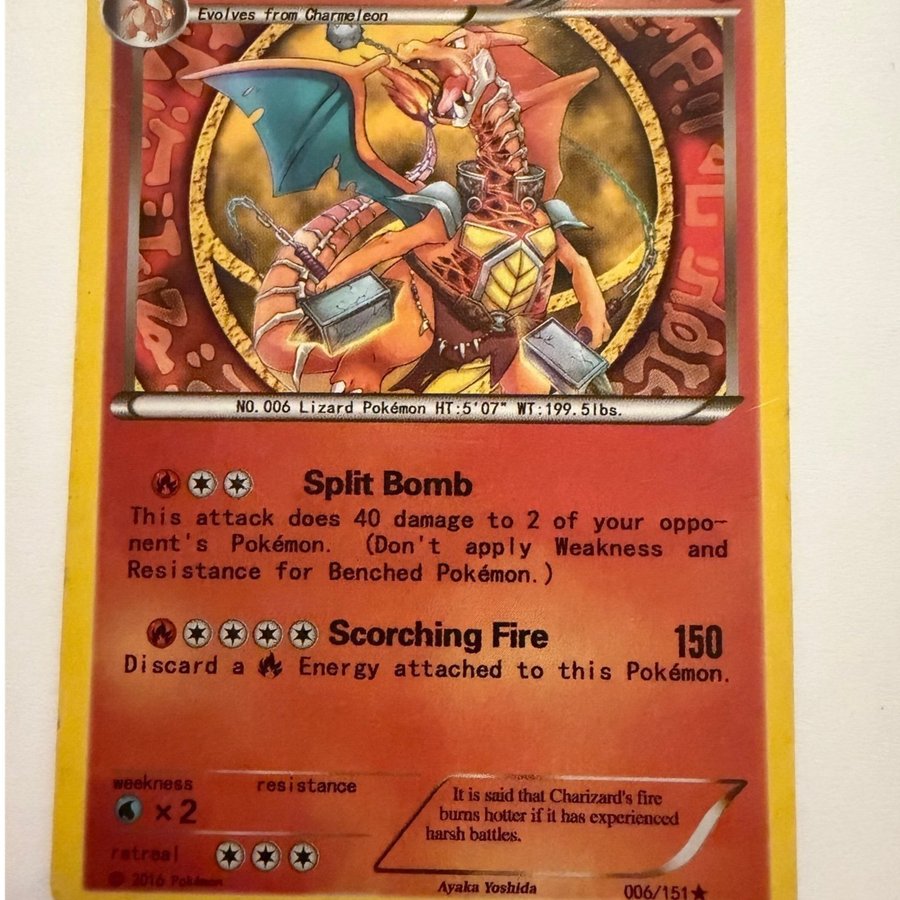 Evolves from Charmeleon
NO. 006 Lizard Pokémon HT:5'07" WT:199.5lbs.
Split Bomb
This attack does 40 damage to 2 of your oppo-
nent's Pokémon. (Don't apply Weakness and
Resistance for Benched Pokémon.)
Scorching Fire 150
Discard a Energy attached to this Pokémon.
weakness resistance
×2
It is said that Charizard's fire
burns hotter if it has experienced
harsh battles.
retreal
© 2016 Pokémon
Ayaka Yoshida 006/151★